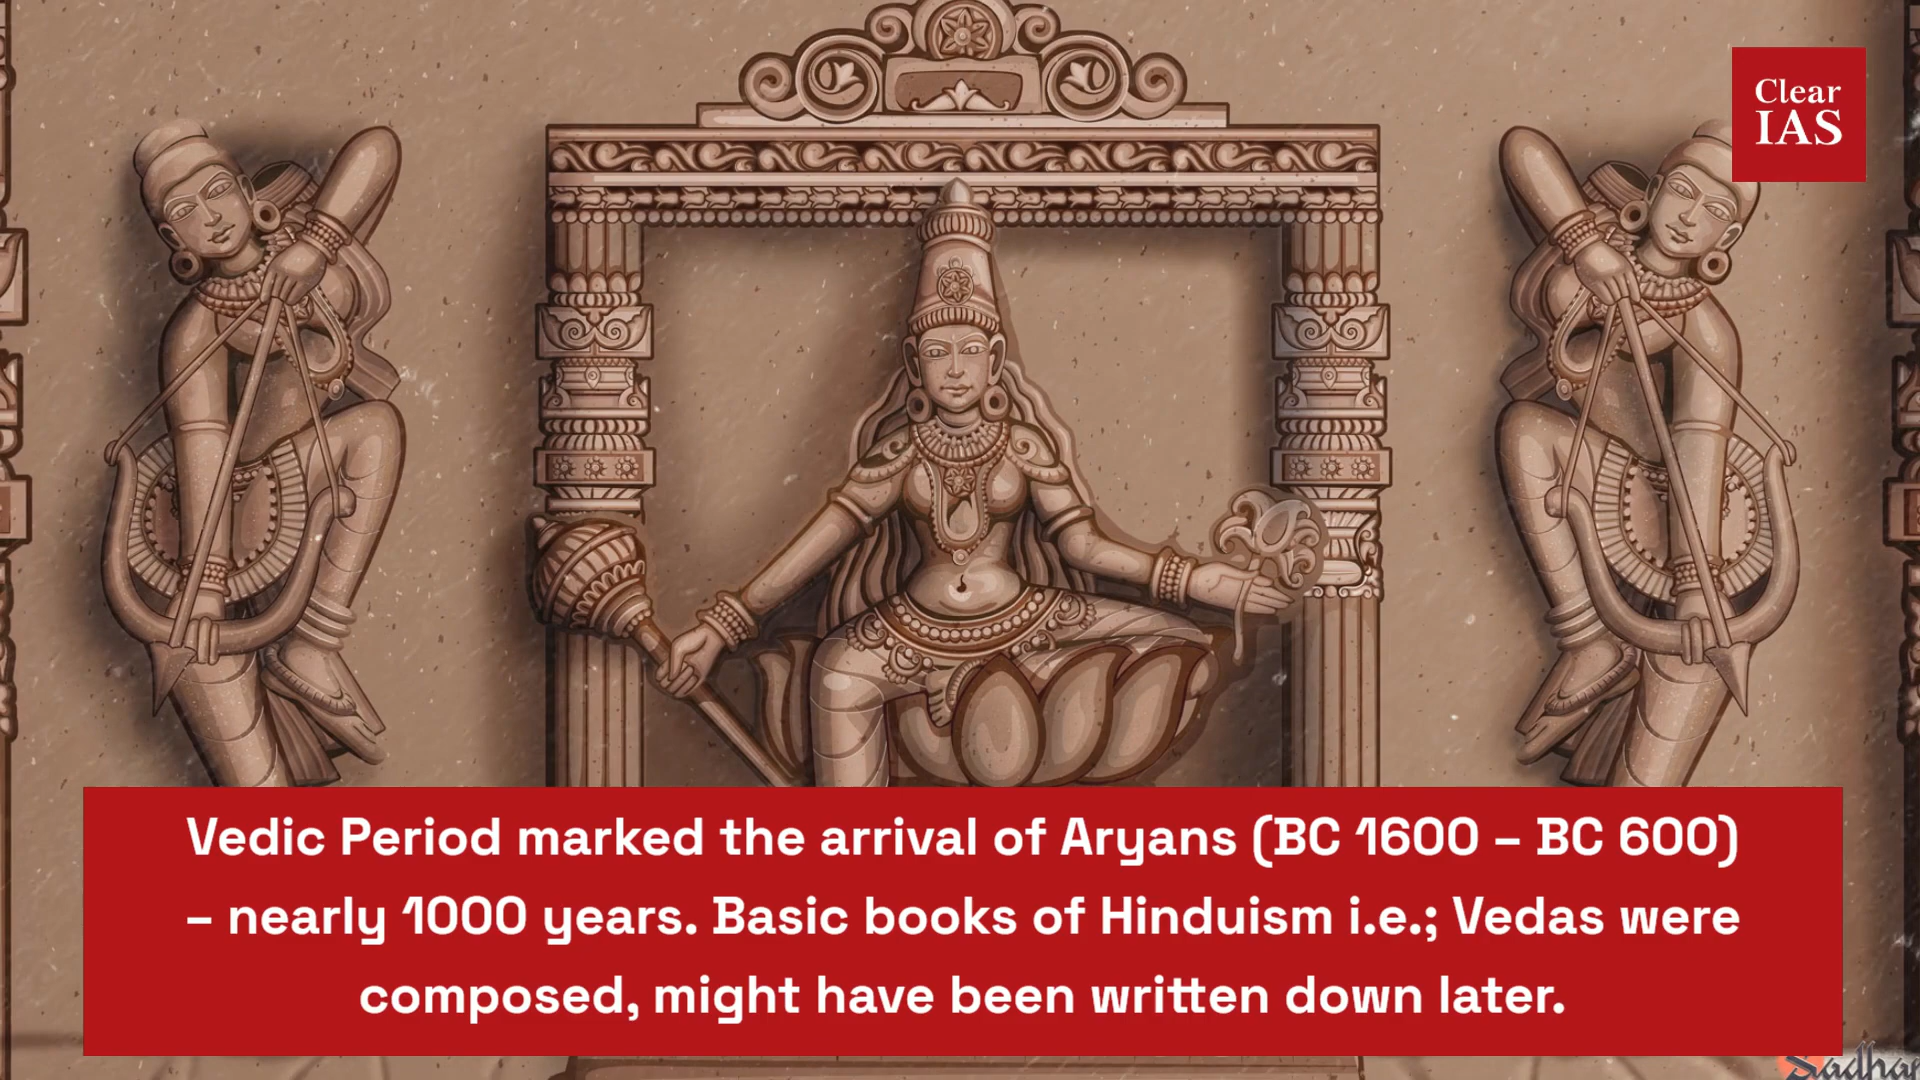 Clear
IAS
Vedic Period marked the arrival of Aryans (BC 1600 – BC 600)
– nearly 1000 years. Basic books of Hinduism i.e.; Vedas were
composed, might have been written down later.